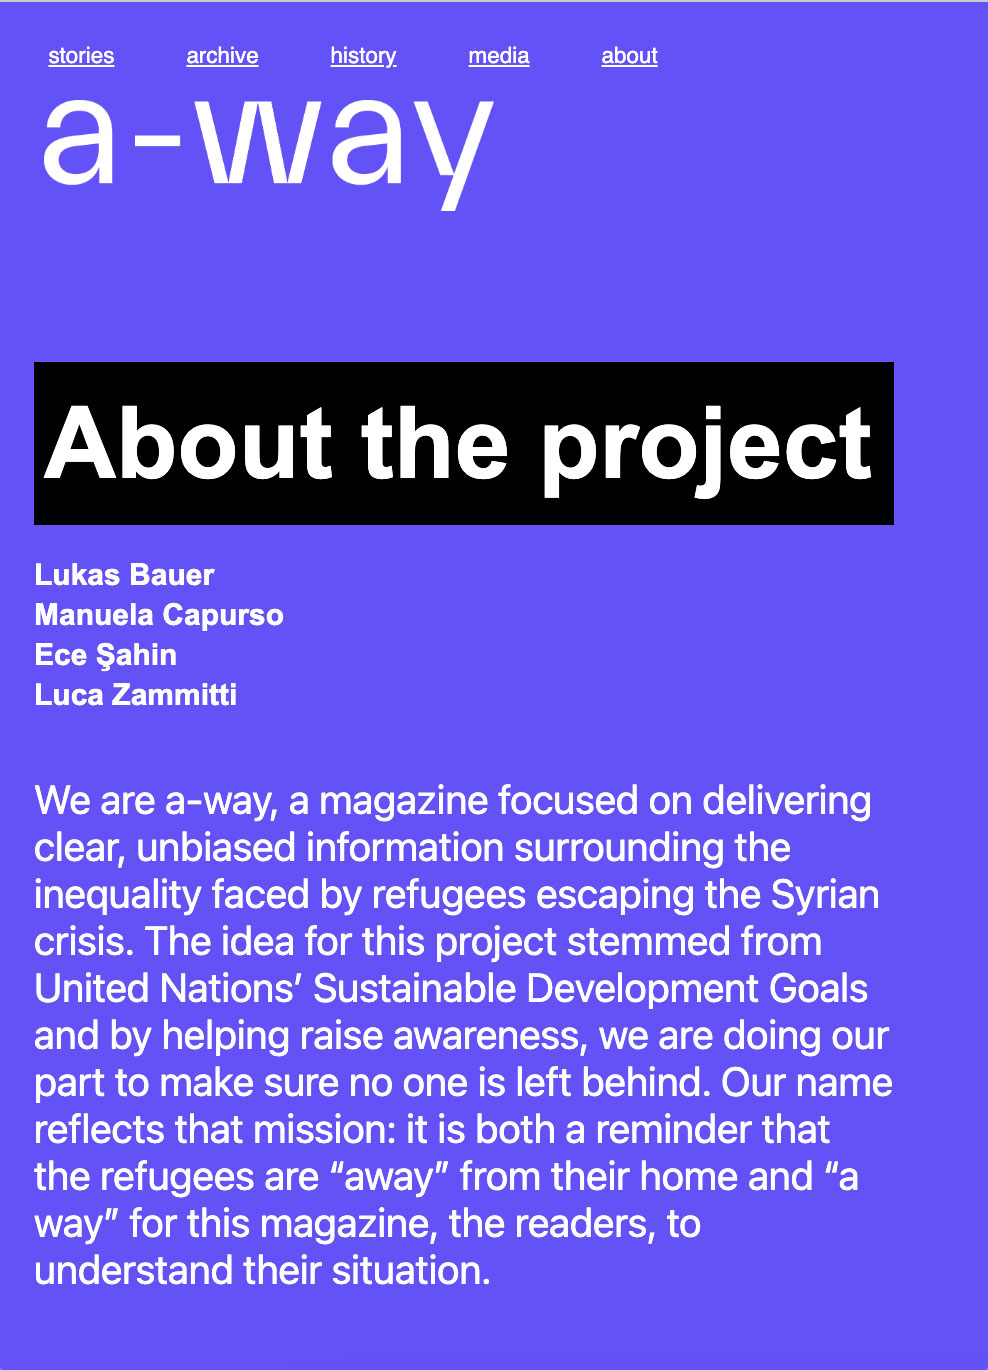 stories archive history media about
a-way
About the project
Lukas Bauer
Manuela Capurso
Ece Şahin
Luca Zammitti
We are a-way, a magazine focused on delivering
clear, unbiased information surrounding the
inequality faced by refugees escaping the Syrian
crisis. The idea for this project stemmed from
United Nations’ Sustainable Development Goals
and by helping raise awareness, we are doing our
part to make sure no one is left behind. Our name
reflects that mission: it is both a reminder that
the refugees are “away” from their home and “a
way” for this magazine, the readers, to
understand their situation.